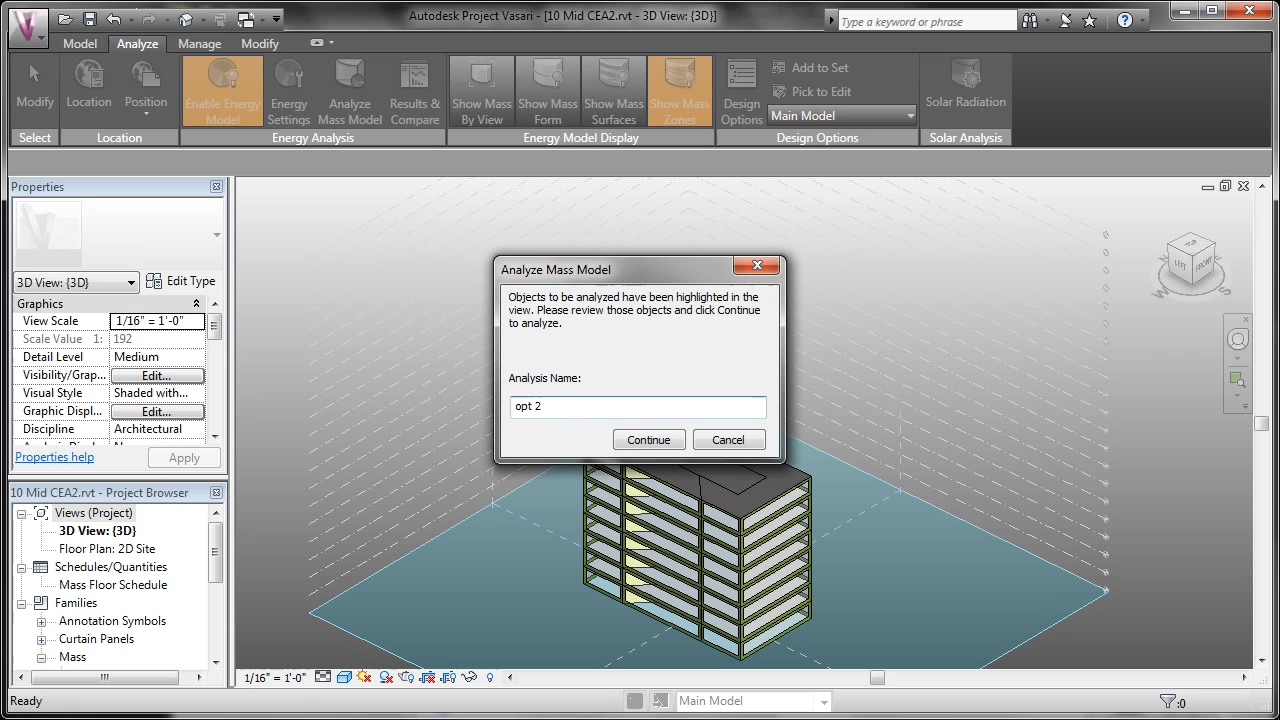 Autodesk Project Vasari - [10 Mid CEA2.rvt - 3D View: {3D}]
Type a keyword or phrase
Model Analyze Manage Modify
Modify
Location
Position
Enable Energy
Model
Energy
Settings
Analyze
Mass Model
Results &
Compare
Show Mass
By View
Show Mass
Form
Show Mass
Surfaces
Show Mass
Zones
Design
Options
Add to Set
Pick to Edit
Main Model
Solar Radiation
Select Location Energy Analysis Energy Model Display Design Options Solar Analysis
Properties
3D View: {3D} Edit Type
Graphics
View Scale 1/16" = 1'-0"
Scale Value 1: 192
Detail Level Medium
Visibility/Grap... Edit...
Visual Style Shaded with...
Graphic Displ... Edit...
Discipline Architectural
Properties help Apply
10 Mid CEA2.rvt - Project Browser
Views (Project)
3D View: {3D}
Floor Plan: 2D Site
Schedules/Quantities
Mass Floor Schedule
Families
Annotation Symbols
Curtain Panels
Mass
Analyze Mass Model
Objects to be analyzed have been highlighted in the
view. Please review those objects and click Continue
to analyze.
Analysis Name:
opt 2
Continue Cancel
TOP
LEFT FRONT
W S
1/16" = 1'-0"
Ready
Main Model
:0